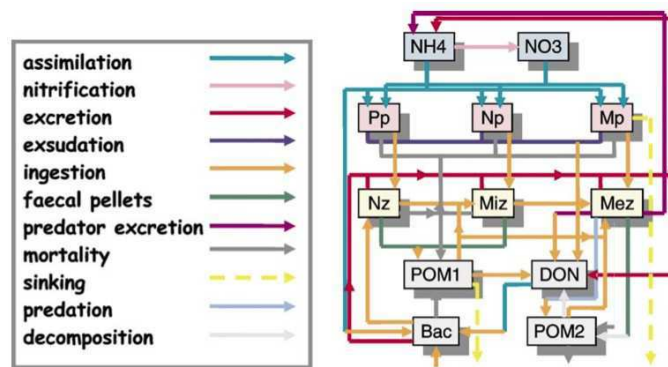 assimilation
nitrification
excretion
exsudation
ingestion
faecal pellets
predator excretion
mortality
sinking
predation
decomposition
NH4 NO3
Pp Np Mp
Nz Miz Mez
POM1 DON
Bac POM2